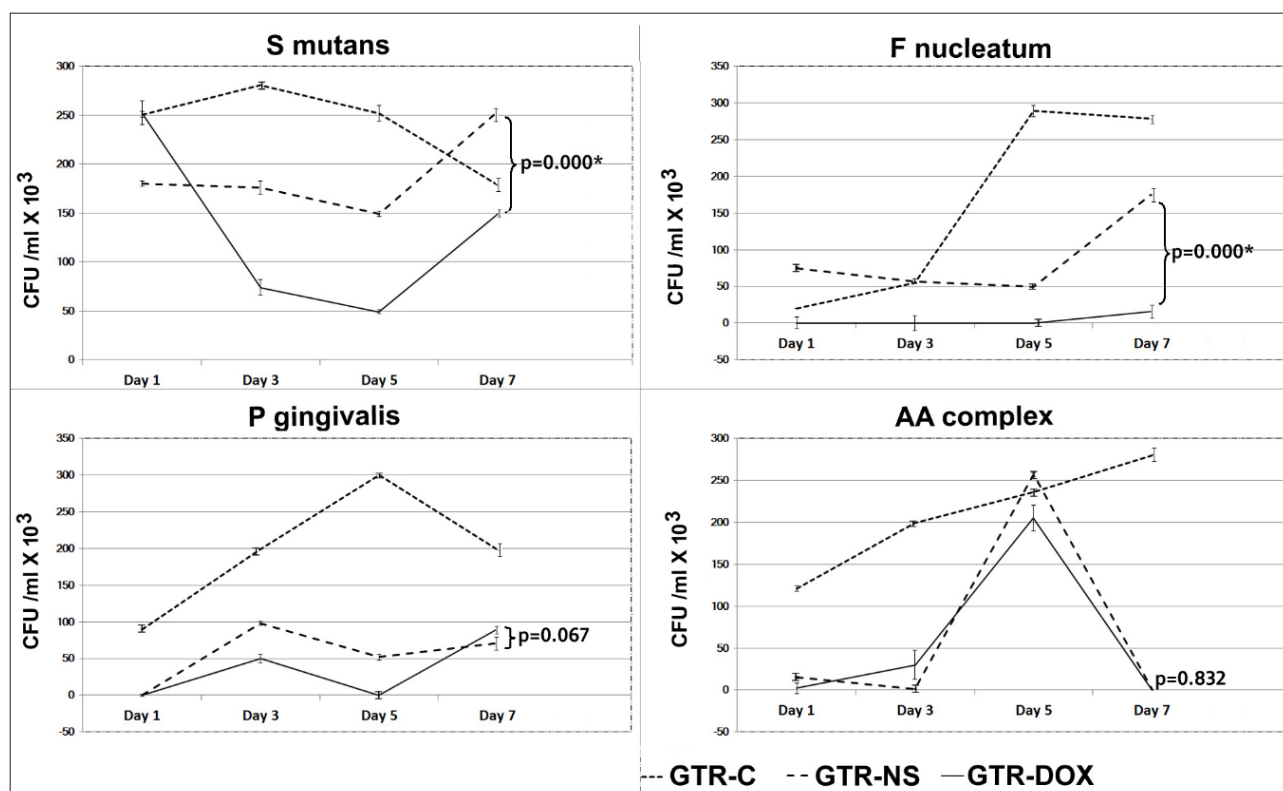 S mutans
300
250
200
150
100
50
0
CFU /ml X 10³
Day 1 Day 3 Day 5 Day 7
p=0.000*
F nucleatum
350
300
250
200
150
100
50
0
-50
CFU /ml X 10³
Day 1 Day 3 Day 5 Day 7
p=0.000*
P gingivalis
350
300
250
200
150
100
50
0
-50
CFU /ml X 10³
Day 1 Day 3 Day 5 Day 7
p=0.067
AA complex
300
250
200
150
100
50
0
-50
CFU /ml X 10³
Day 1 Day 3 Day 5 Day 7
p=0.832
GTR-C GTR-NS GTR-DOX